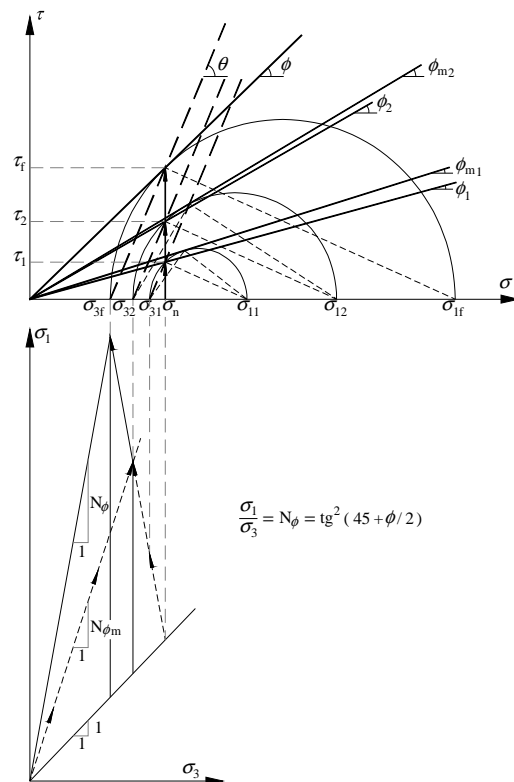 τ
θ
ϕ
ϕm2
ϕ2
τf
ϕm1
ϕ1
τ2
τ1
σ
σ3f σ32 σ31 σn σ11 σ12 σ1f
σ1
Nϕ
σ1/σ3 = Nϕ = tg² (45+ϕ/2)
1
Nϕm
1
1
1
σ3